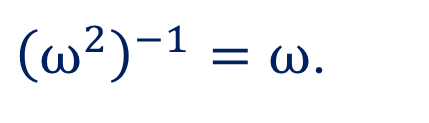 (ω²)⁻¹ = ω.